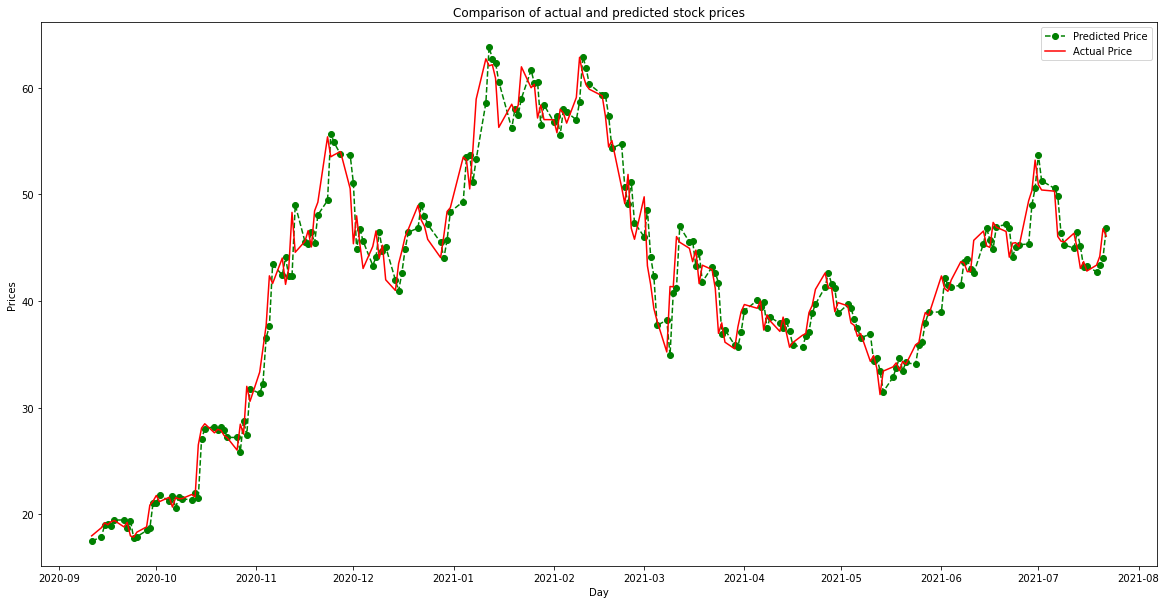 Comparison of actual and predicted stock prices
Predicted Price
Actual Price
Prices
60
50
40
30
20
2020-09 2020-10 2020-11 2020-12 2021-01 2021-02 2021-03 2021-04 2021-05 2021-06 2021-07 2021-08
Day